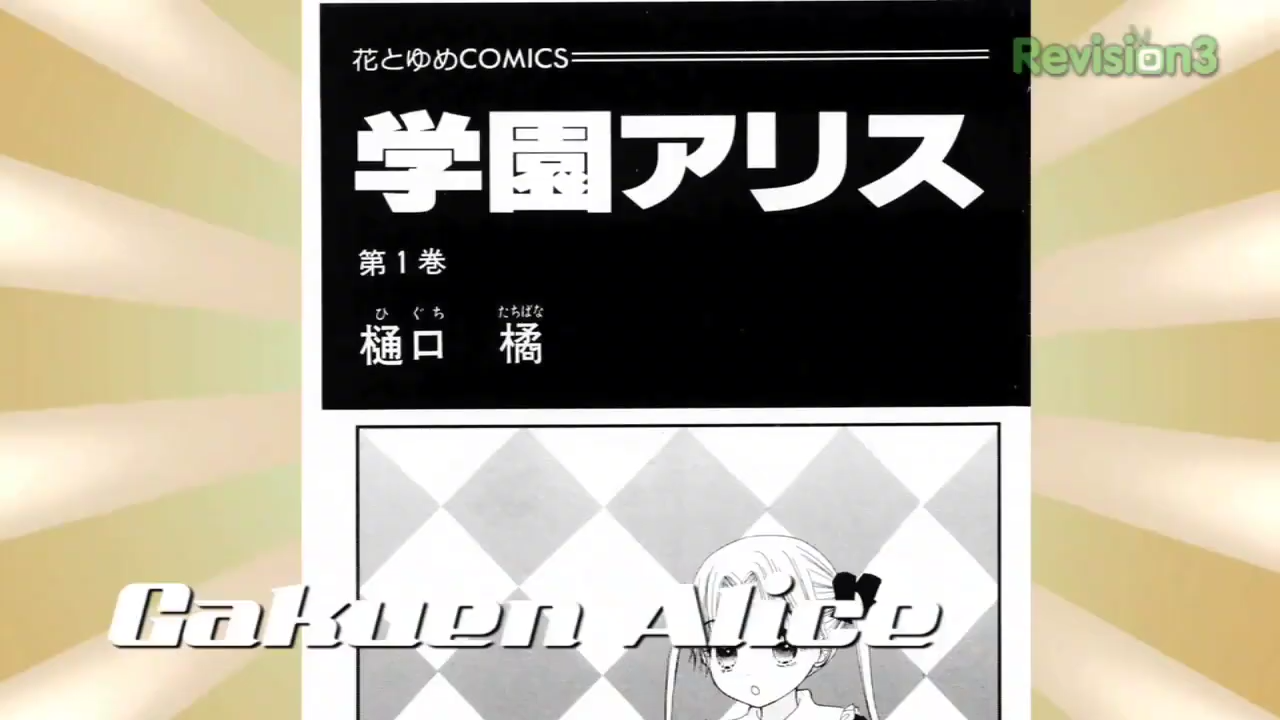 花とゆめCOMICS
Revision3
学園アリス
第1巻
ひぐち たちばな
樋口 橘
Gakuen Alice